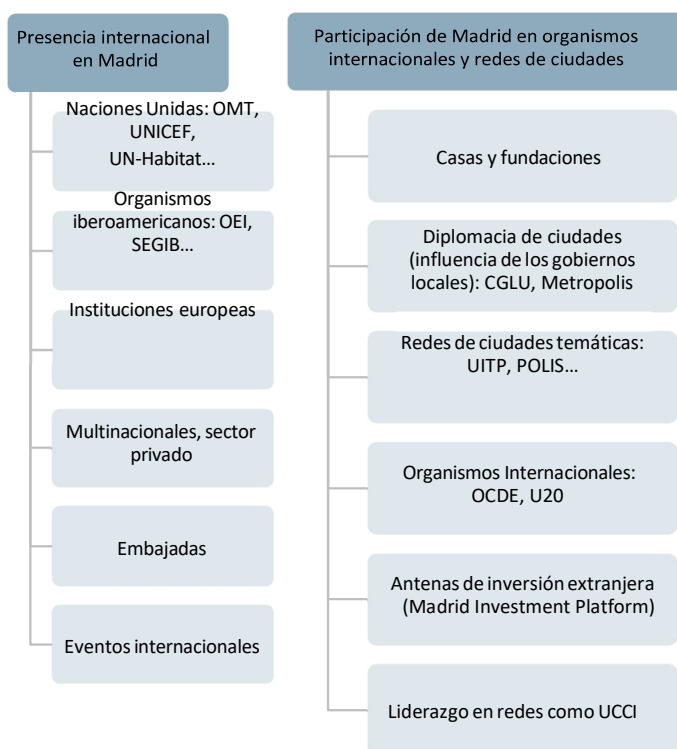 Presencia internacional
en Madrid
Naciones Unidas: OMT,
UNICEF,
UN-Habitat...
Organismos
iberoamericanos: OEI,
SEGIB...
Instituciones europeas
Multinacionales, sector
privado
Embajadas
Eventos internacionales
Participación de Madrid en organismos
internacionales y redes de ciudades
Casas y fundaciones
Diplomacia de ciudades
(influencia de los gobiernos
locales): CGLU, Metropolis
Redes de ciudades temáticas:
UITP, POLIS...
Organismos Internacionales:
OCDE, U20
Antenas de inversión extranjera
(Madrid Investment Platform)
Liderazgo en redes como UCCI